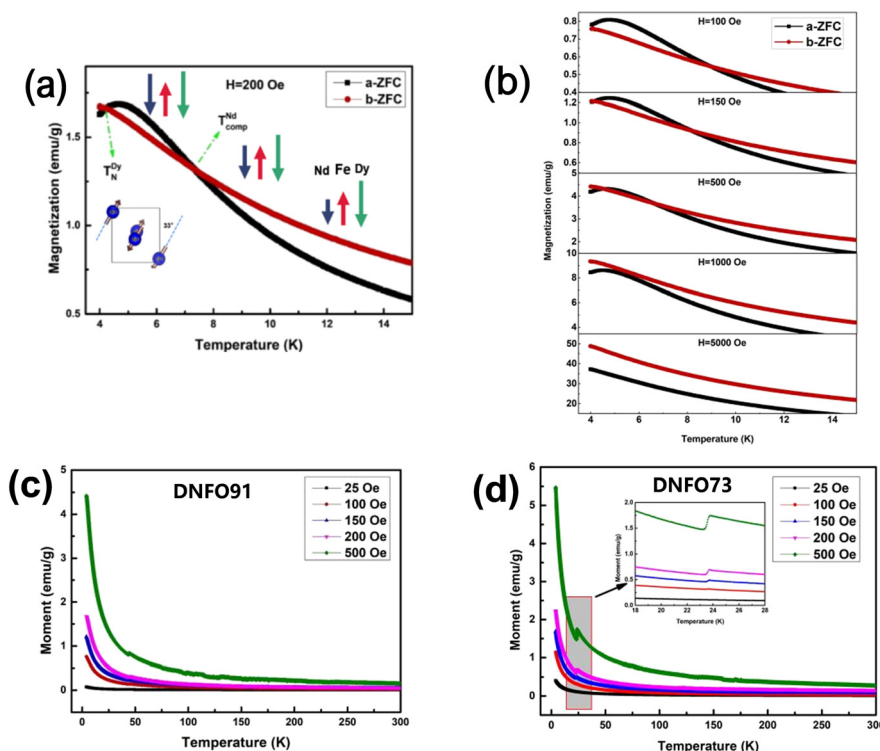 (a)
H=200 Oe
a-ZFC
b-ZFC
T_N^Dy
T_comp^Nd
Nd Fe Dy
33°
Magnetization (emu/g)
1.5
1.0
0.5
4 6 8 10 12 14
Temperature (K)
(b)
H=100 Oe
a-ZFC
b-ZFC
0.8
0.7
0.6
0.5
0.4
H=150 Oe
1.2
1.0
0.8
0.6
0.5
H=500 Oe
4
2
10
H=1000 Oe
8
6
4
H=5000 Oe
50
40
30
20
Magnetization (emu/g)
4 6 8 10 12 14
Temperature (K)
(c)
DNFO91
25 Oe
100 Oe
150 Oe
200 Oe
500 Oe
Moment (emu/g)
5
4
3
2
1
0
0 50 100 150 200 250 300
Temperature (K)
(d)
DNFO73
25 Oe
100 Oe
150 Oe
200 Oe
500 Oe
Moment (emu/g)
6
5
4
3
2
1
0
0 50 100 150 200 250 300
Temperature (K)
Moment (emu/g)
2.0
1.5
1.0
0.5
0.0
18 20 22 24 26 28
Temperature (K)